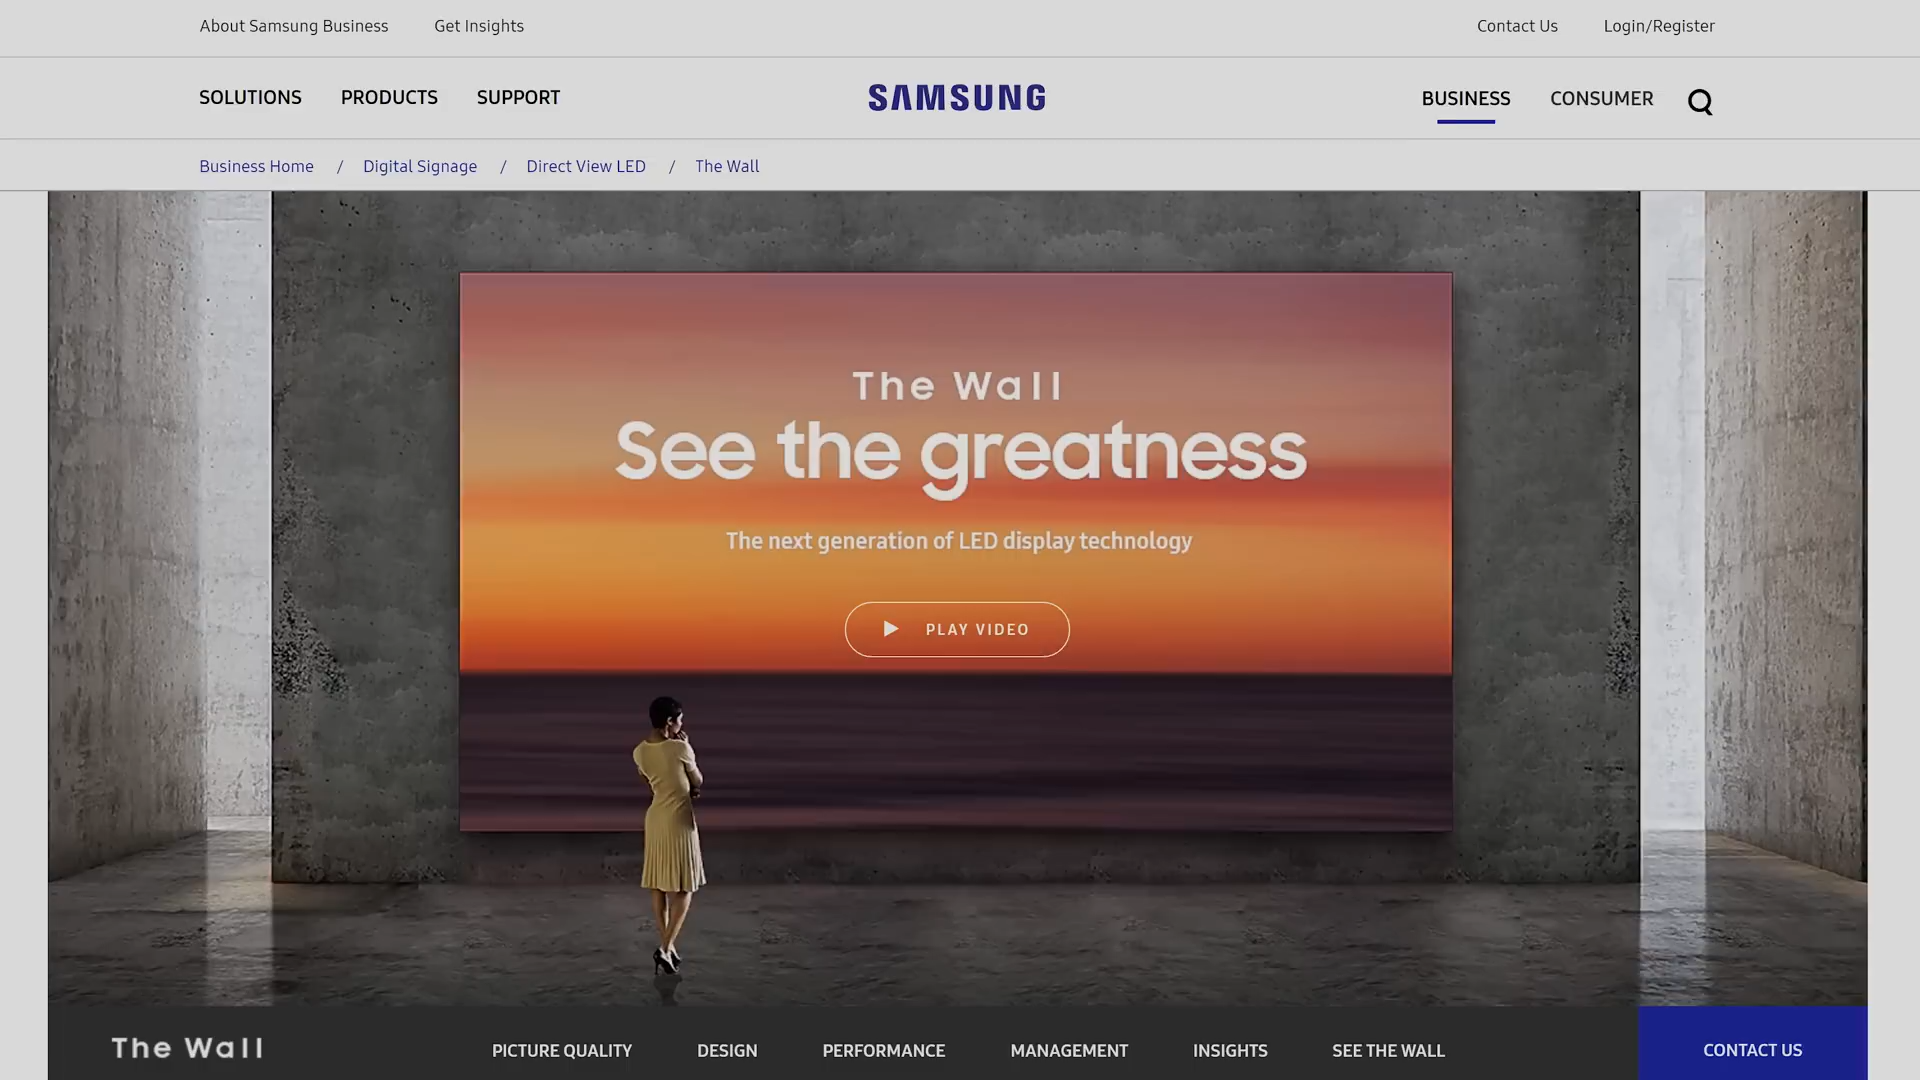 About Samsung Business Get Insights Contact Us Login/Register
SOLUTIONS PRODUCTS SUPPORT SAMSUNG BUSINESS CONSUMER
Business Home / Digital Signage / Direct View LED / The Wall
The Wall
See the greatness
The next generation of LED display technology
PLAY VIDEO
The Wall PICTURE QUALITY DESIGN PERFORMANCE MANAGEMENT INSIGHTS SEE THE WALL CONTACT US